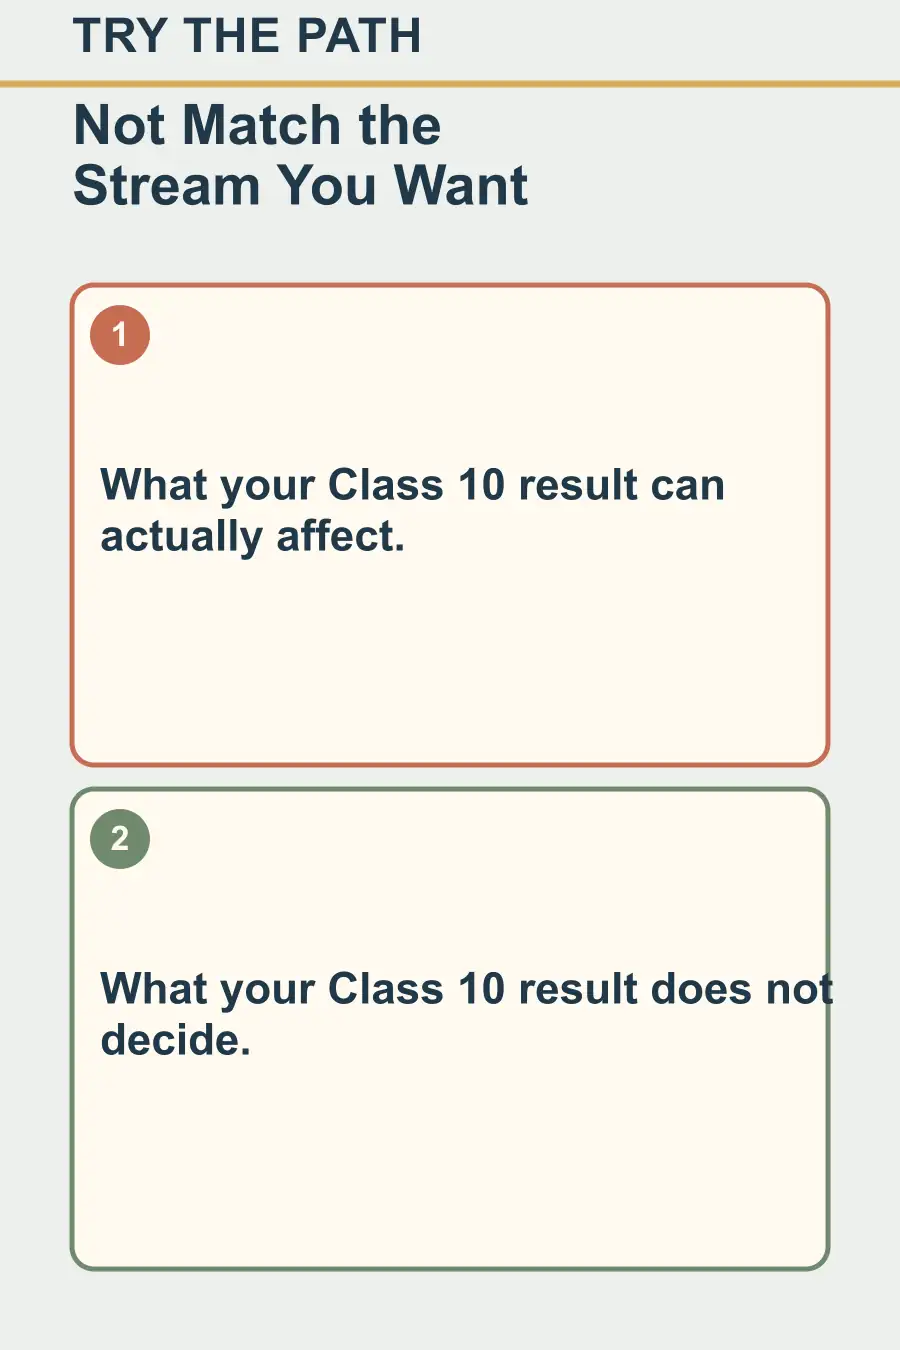 TRY THE PATH
Not Match the
Stream You Want
1
What your Class 10 result can
actually affect.
2
What your Class 10 result does not
decide.